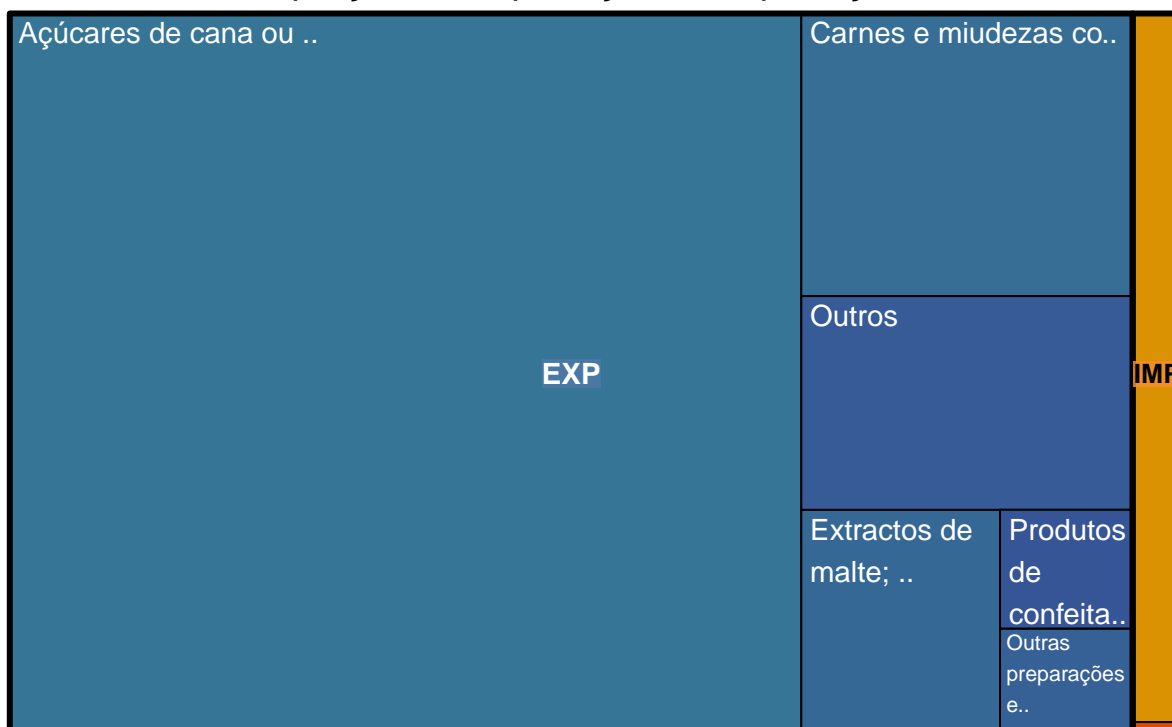 Açúcares de cana ou ..
Carnes e miudezas co..
Outros
EXP
Extractos de
malte; ..
Produtos
de
confeita..
Outras
preparações
e..